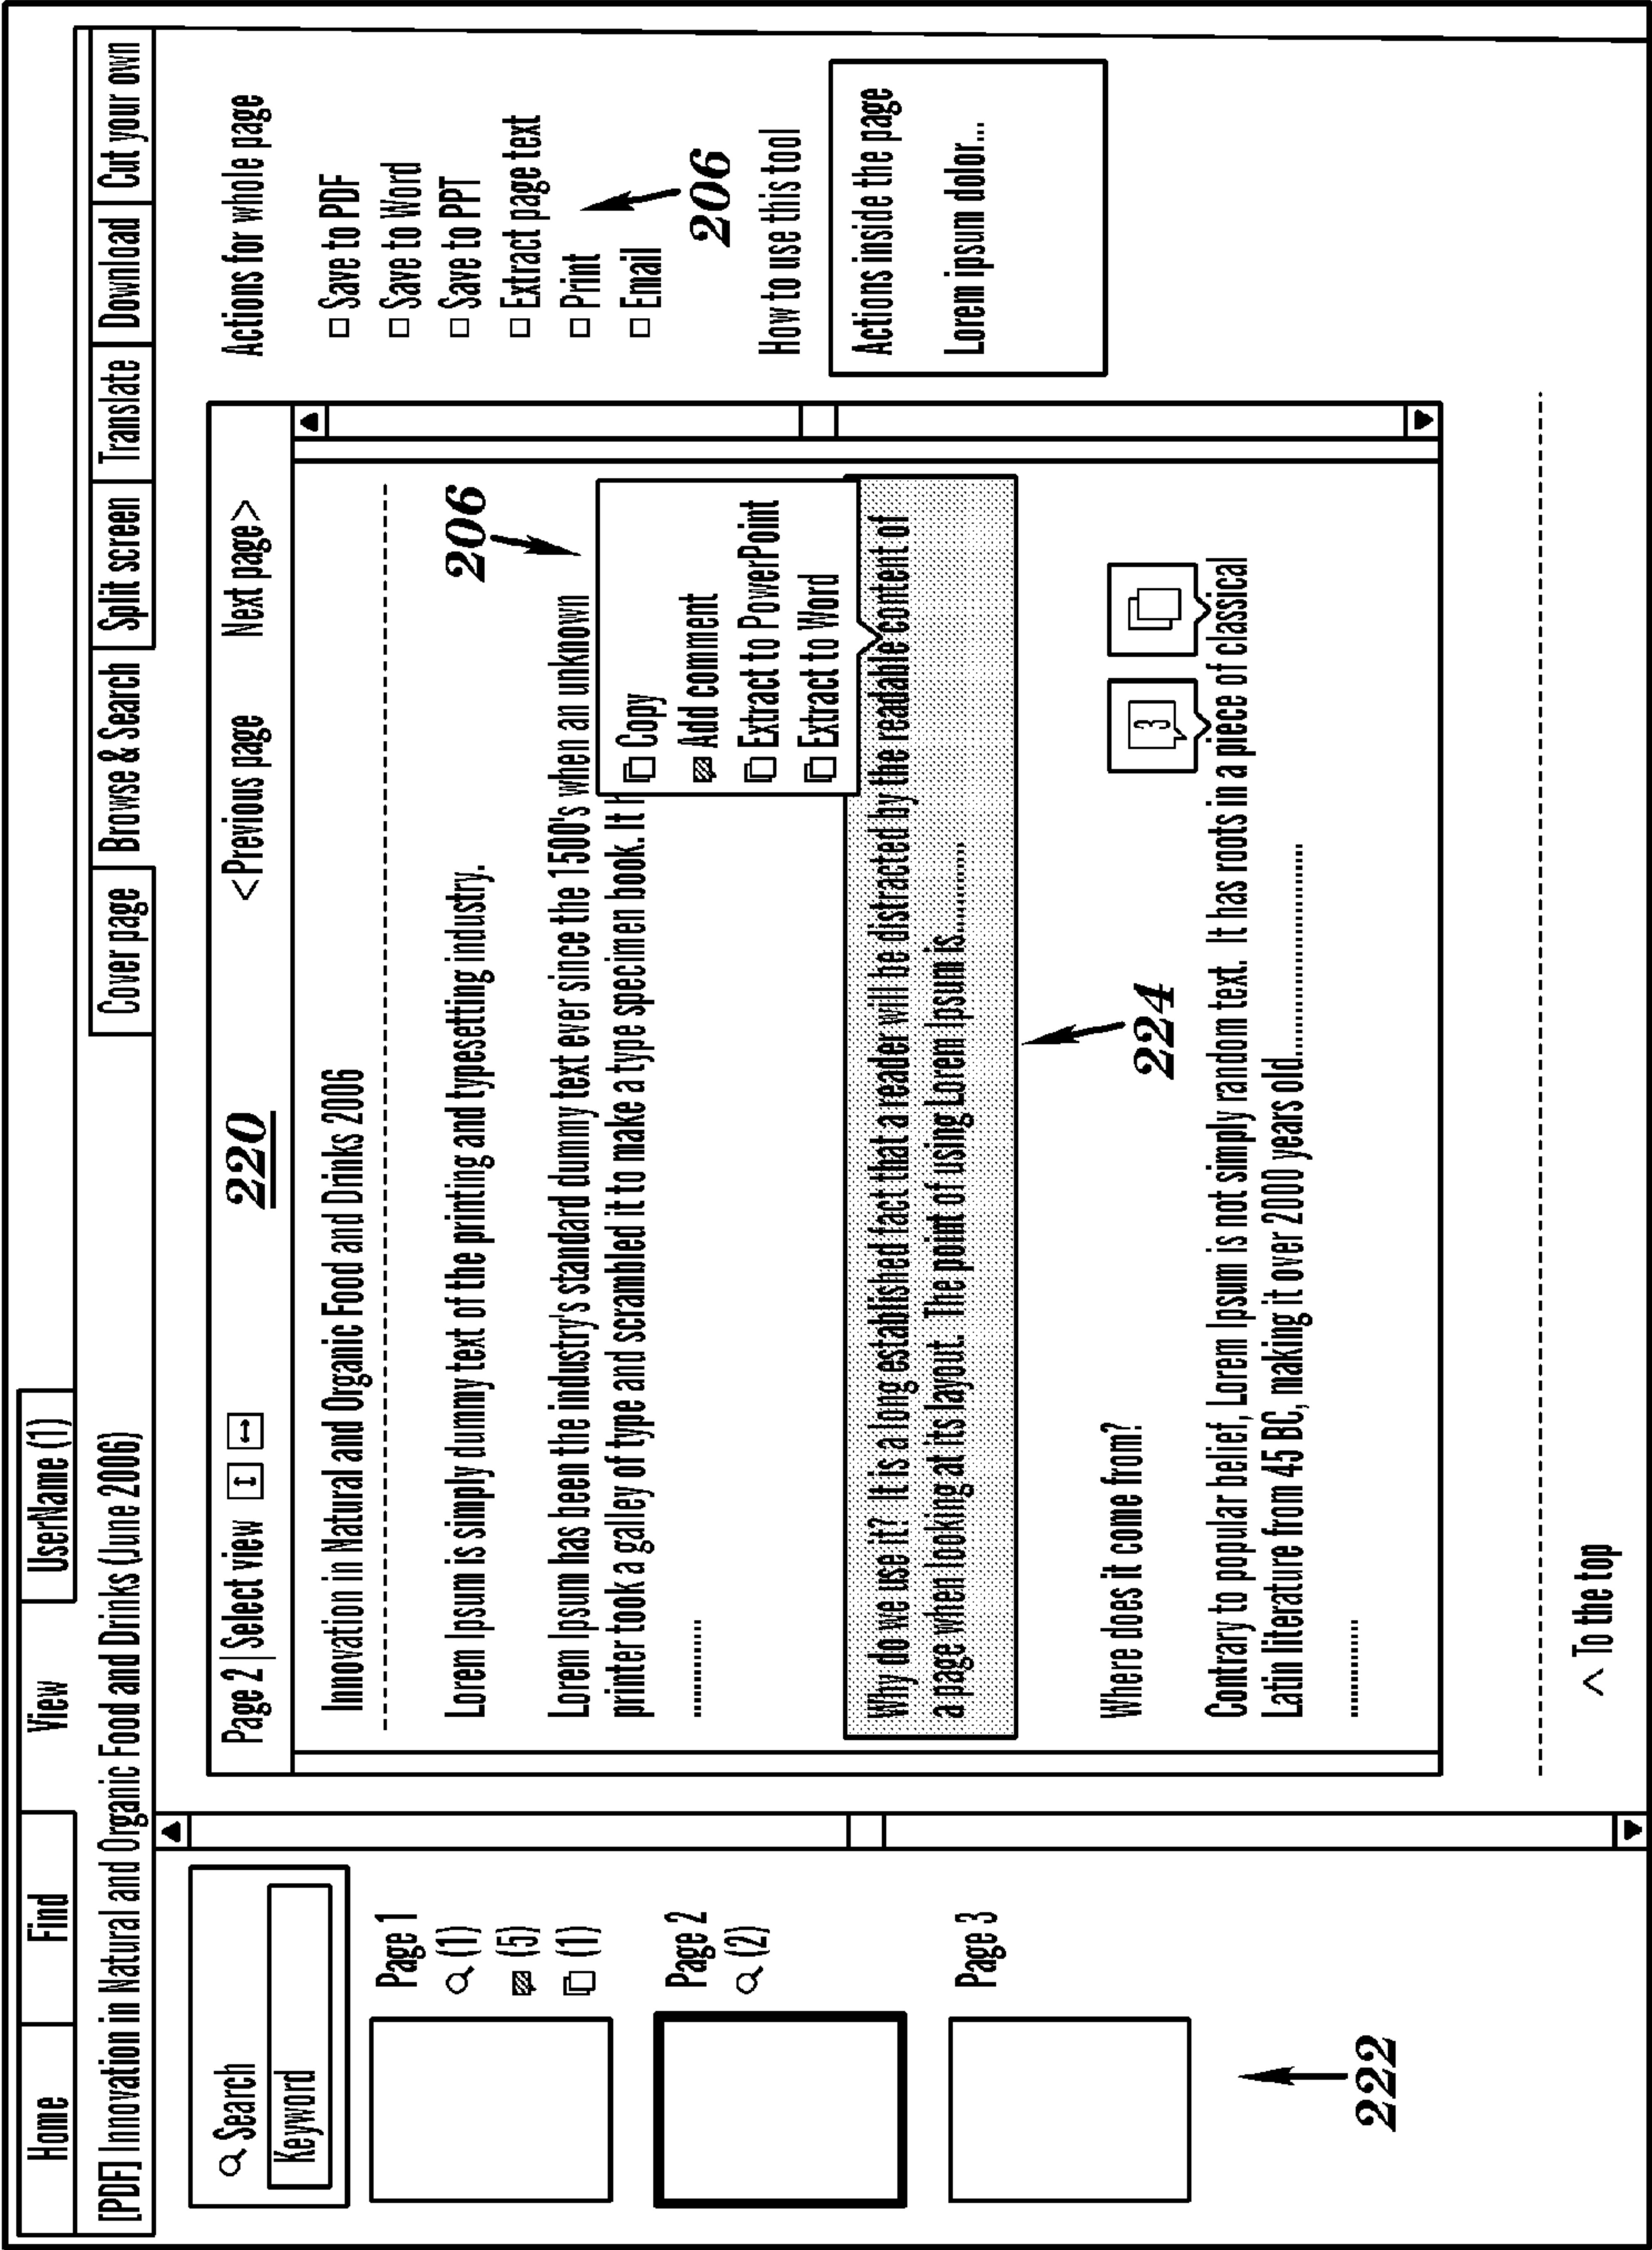 Home
Find
View
UserName (1)
[PDF] Innovation in Natural and Organic Food and Drinks (June 2006)
Cover page
Browse & Search
Split screen
Translate
Download
Cut your own
Search
Keyword
Page 1
(1)
(5)
(1)
Page 2
(2)
Page 3
222
Page 2 | Select view
220
<Previous page
Next page>
Innovation in Natural and Organic Food and Drinks 2006
Lorem Ipsum is simply dummy text of the printing and typesetting industry.
206
Lorem Ipsum has been the industry's standard dummy text ever since the 1500's when an unknown
printer took a galley of type and scrambled it to make a type specimen book. It h
............
Copy
Add comment
Extract to PowerPoint
Extract to Word
Why do we use it? It is a long established fact that a reader will be distracted by the readable content of
a page when looking at its layout. The point of using Lorem Ipsum is............
224
3
Where does it come from?
Contrary to popular belief, Lorem Ipsum is not simply random text. It has roots in a piece of classical
Latin literature from 45 BC, making it over 2000 years old..............................
............
^ To the top
Actions for whole page
Save to PDF
Save to Word
Save to PPT
Extract page text
Print
Email
206
How to use this tool
Actions inside the page
Lorem ipsum dolor...